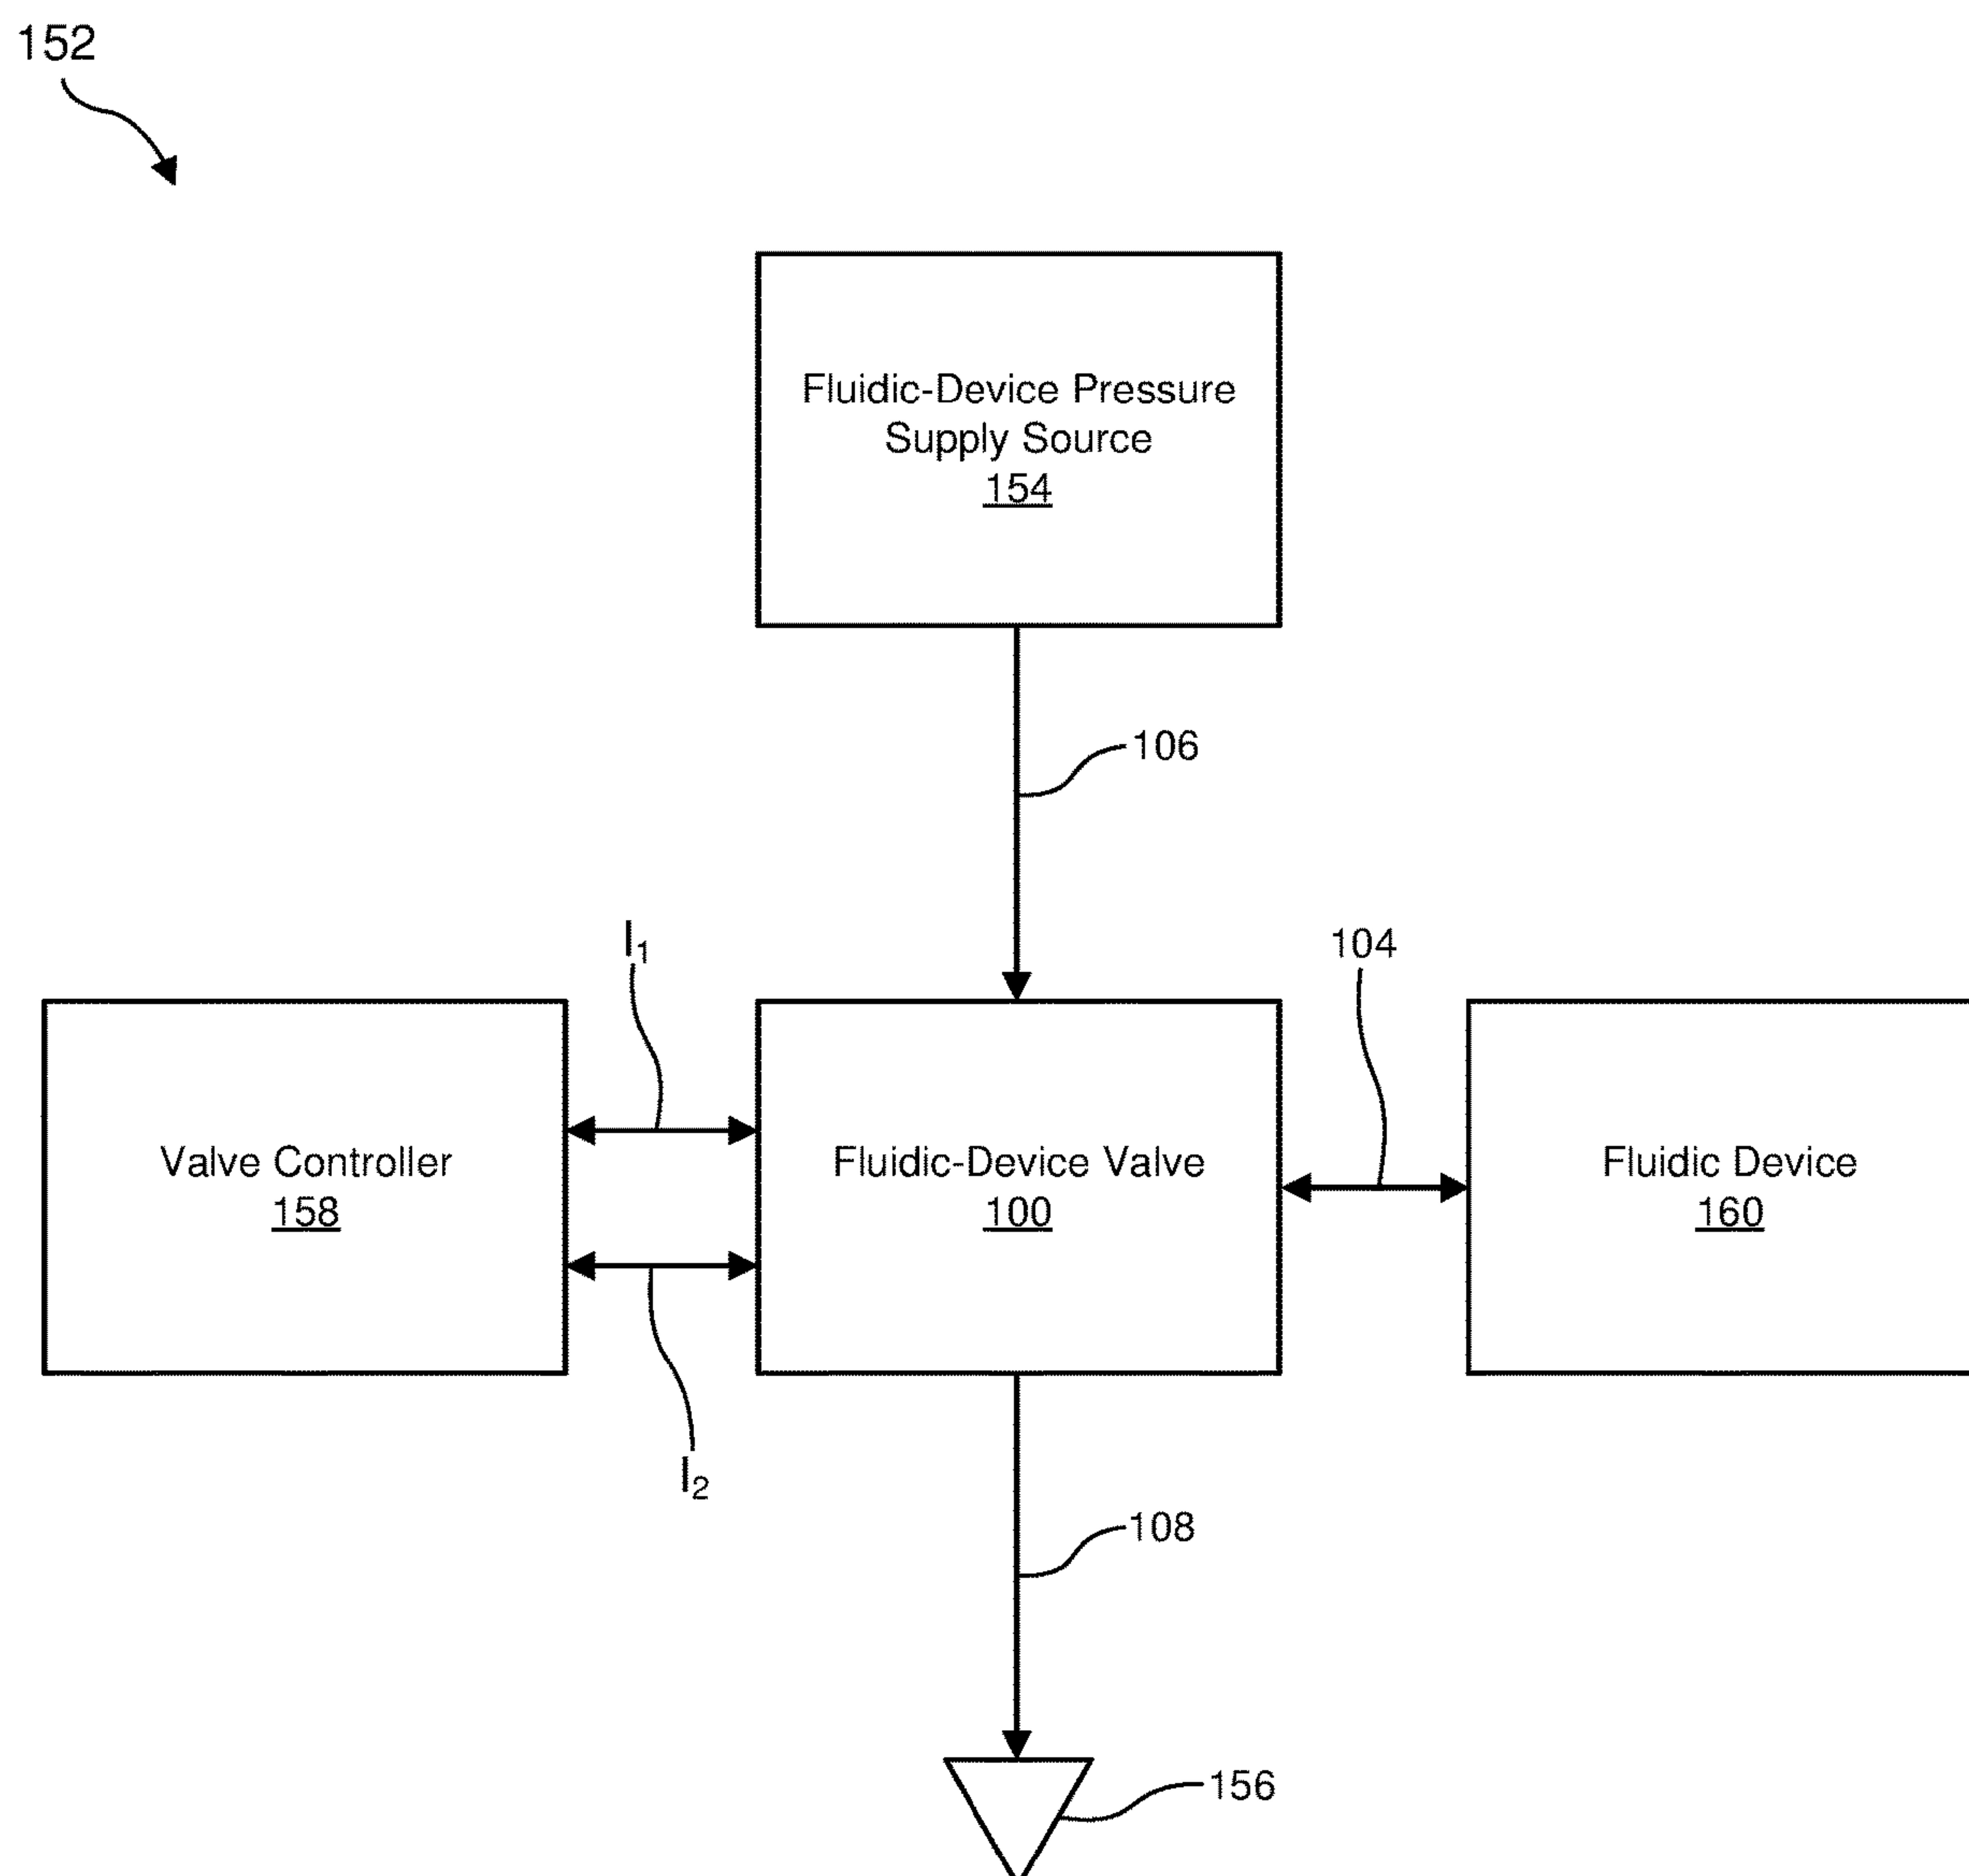 152
Fluidic-Device Pressure
Supply Source
154
106
I₁
104
Valve Controller
158
Fluidic-Device Valve
100
Fluidic Device
160
I₂
108
156